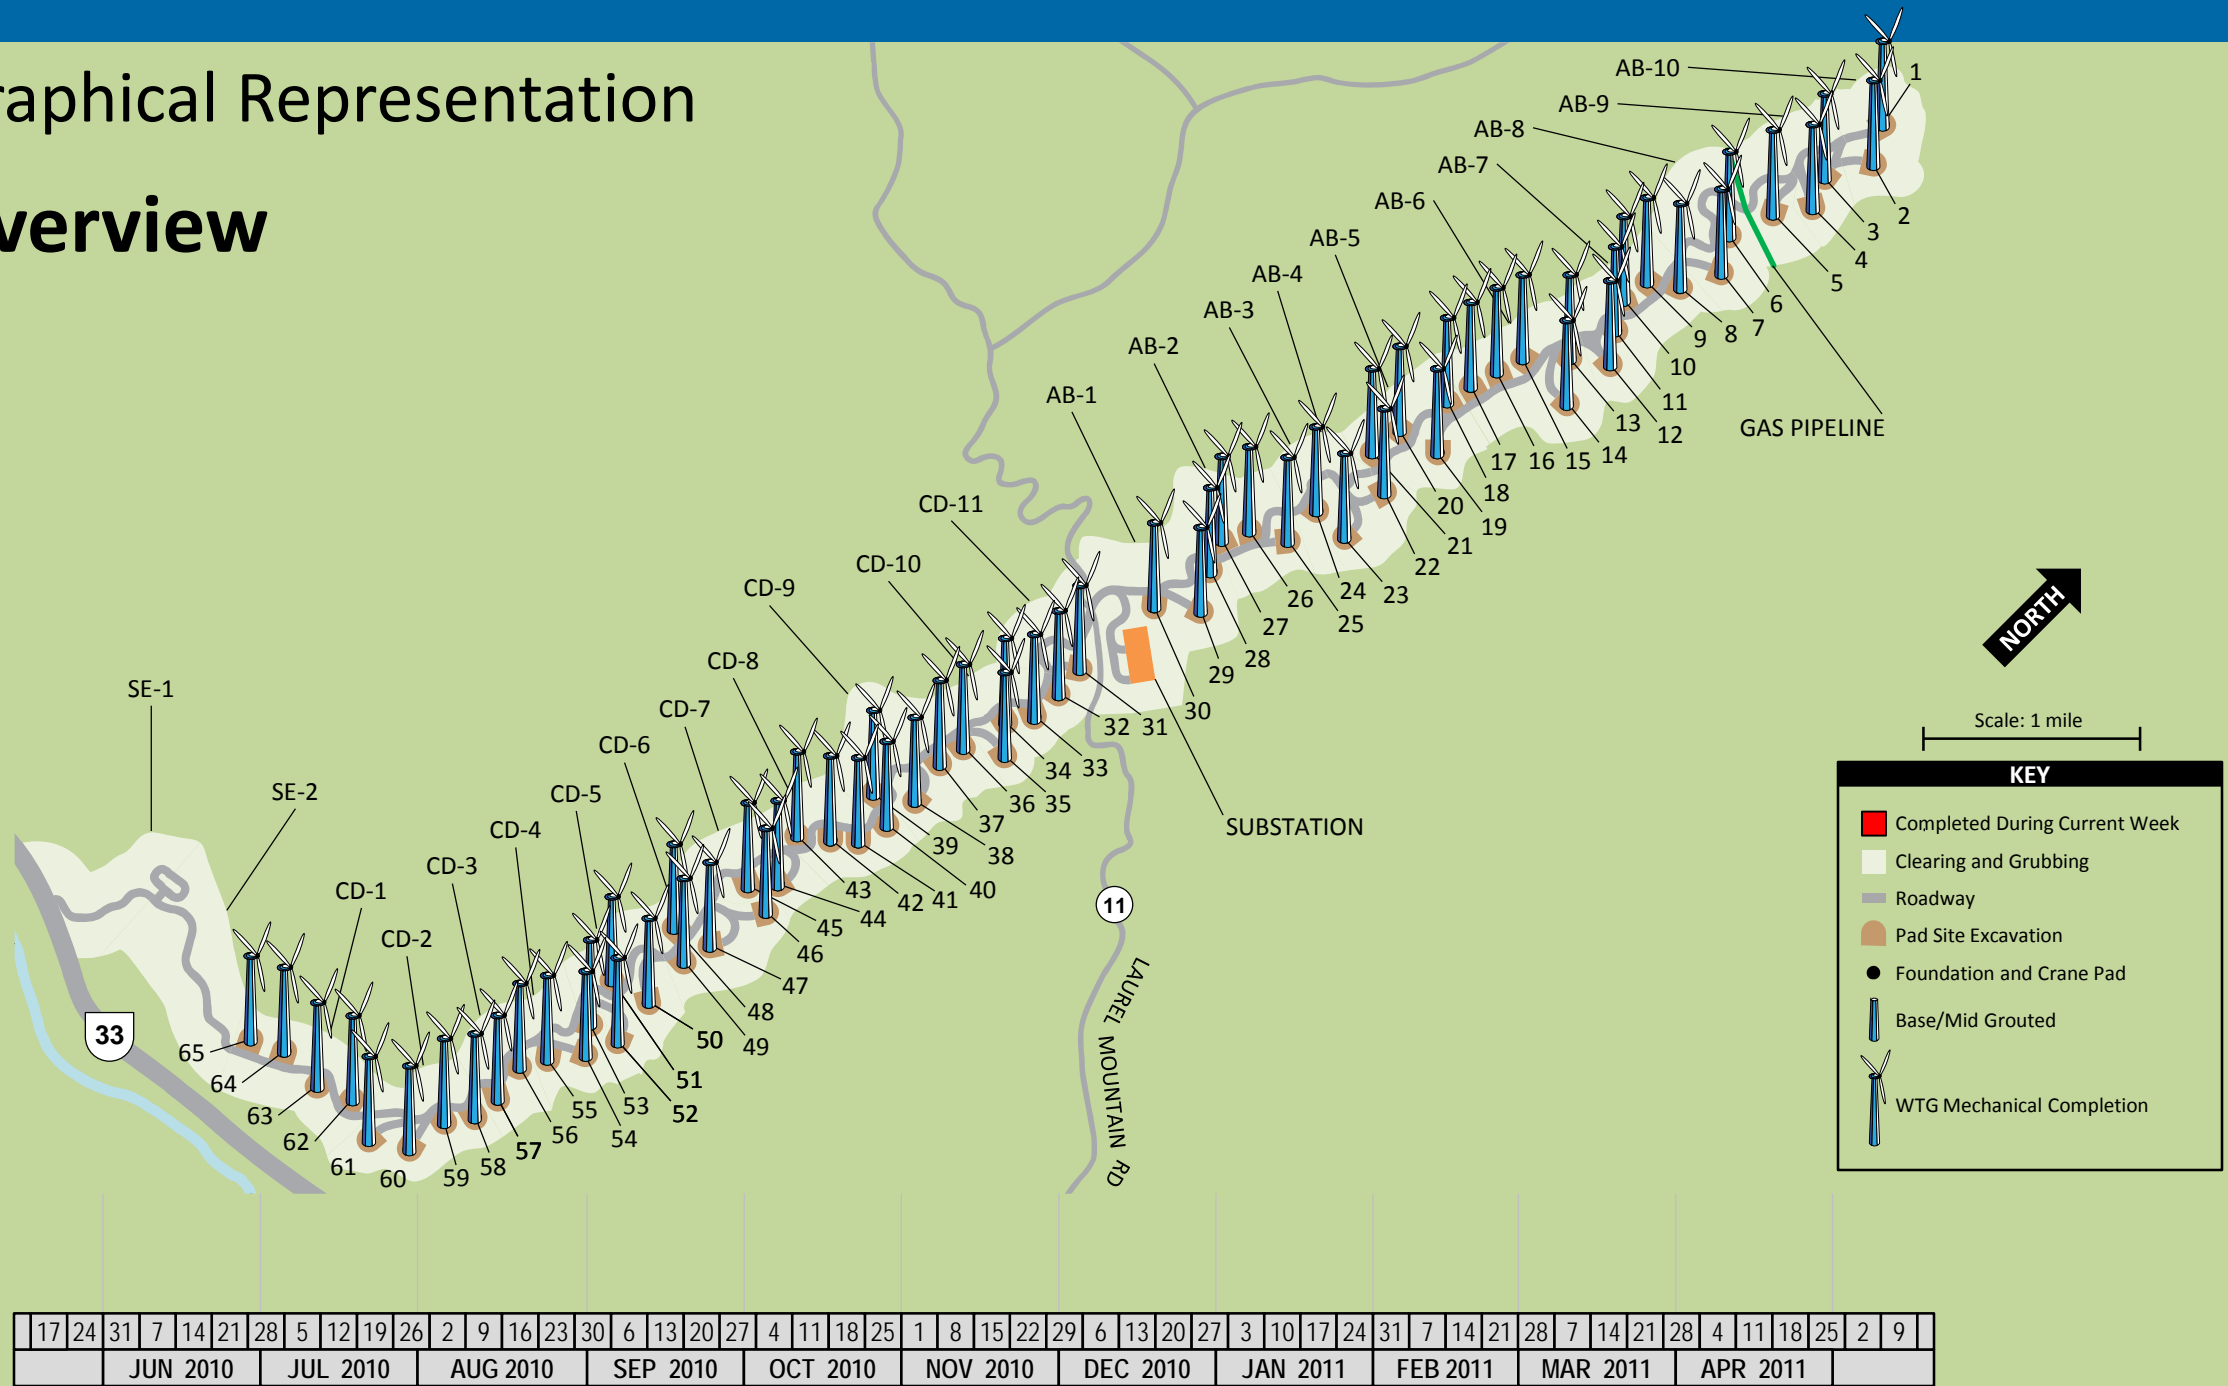 raphical Representation
verview
AB-10
AB-9
AB-8
AB-7
AB-6
AB-5
AB-4
AB-3
AB-2
AB-1
CD-11
CD-10
CD-9
CD-8
CD-7
CD-6
CD-5
CD-4
CD-3
CD-2
CD-1
SE-2
SE-1
1
2
3
4
5
6
7
8
9
10
11
12
13
14
15
16
17
18
19
20
21
22
23
24
25
26
27
28
29
30
31
32
33
34
35
36
37
38
39
40
41
42
43
44
45
46
47
48
49
50
51
52
53
54
55
56
57
58
59
60
61
62
63
64
65
GAS PIPELINE
SUBSTATION
11
LAUREL MOUNTAIN RD
33
NORTH
Scale: 1 mile
KEY
Completed During Current Week
Clearing and Grubbing
Roadway
Pad Site Excavation
Foundation and Crane Pad
Base/Mid Grouted
WTG Mechanical Completion
17 24 31 7 14 21 28 5 12 19 26 2 9 16 23 30 6 13 20 27 4 11 18 25 1 8 15 22 29 6 13 20 27 3 10 17 24 31 7 14 21 28 7 14 21 28 4 11 18 25 2 9
JUN 2010 JUL 2010 AUG 2010 SEP 2010 OCT 2010 NOV 2010 DEC 2010 JAN 2011 FEB 2011 MAR 2011 APR 2011